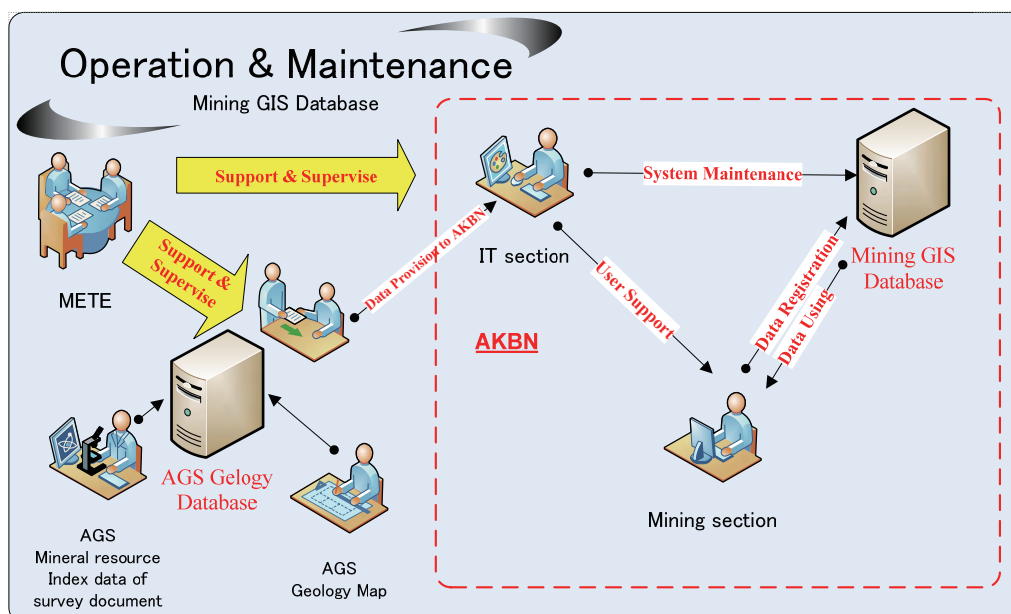 Operation & Maintenance
Mining GIS Database
Support & Supervise
System Maintenance
Support &
Supervise
Data Provision to AKBN
METE
IT section
User Support
Data Registration
Data Using
Mining GIS
Database
AKBN
AGS Gelogy
Database
Mining section
AGS
Mineral resource
Index data of
survey document
AGS
Geology Map